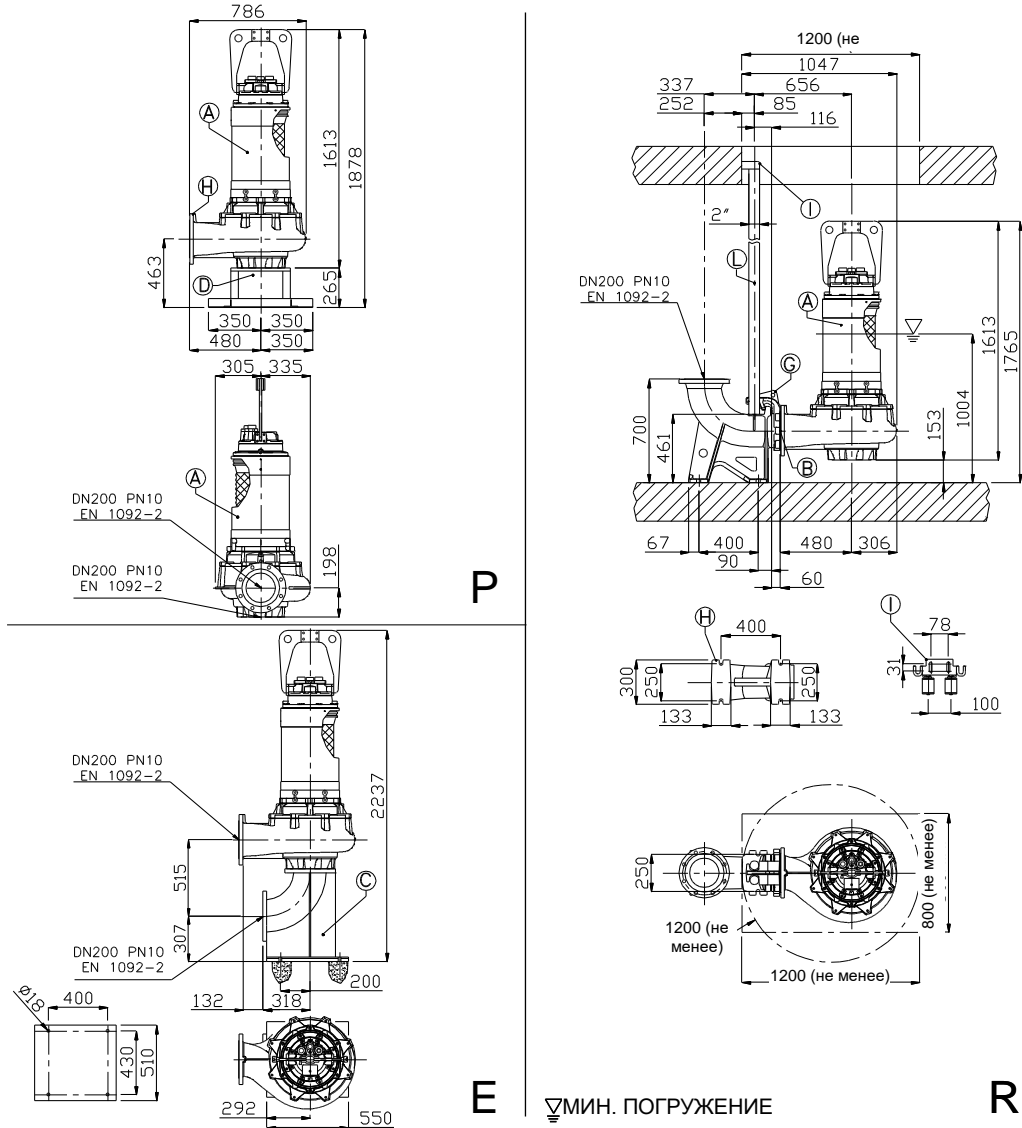 786
A
H
1613
1878
463
D
265
350
350
480
350
305
335
A
DN200 PN10
EN 1092-2
DN200 PN10
EN 1092-2
198
P
DN200 PN10
EN 1092-2
2237
515
C
307
DN200 PN10
EN 1092-2
200
132
318
Ø18
400
430
510
292
550
E
1200 (не
1047
337
656
252
85
116
I
2"
L
DN200 PN10
EN 1092-2
A
G
1613
1765
1004
153
700
461
B
67
400
480
306
90
60
H
400
300
250
250
133
133
I
78
31
100
250
800 (не менее)
1200 (не
менее)
1200 (не менее)
МИН. ПОГРУЖЕНИЕ
R